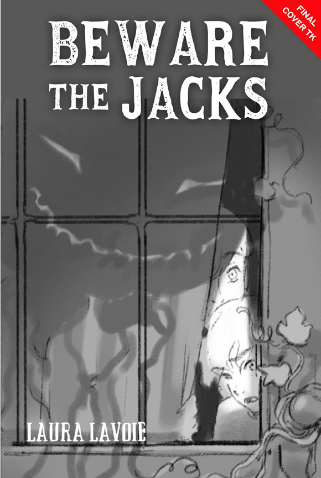 FINAL
COVER TK
BEWARE
THE JACKS
LAURA LAVOIE